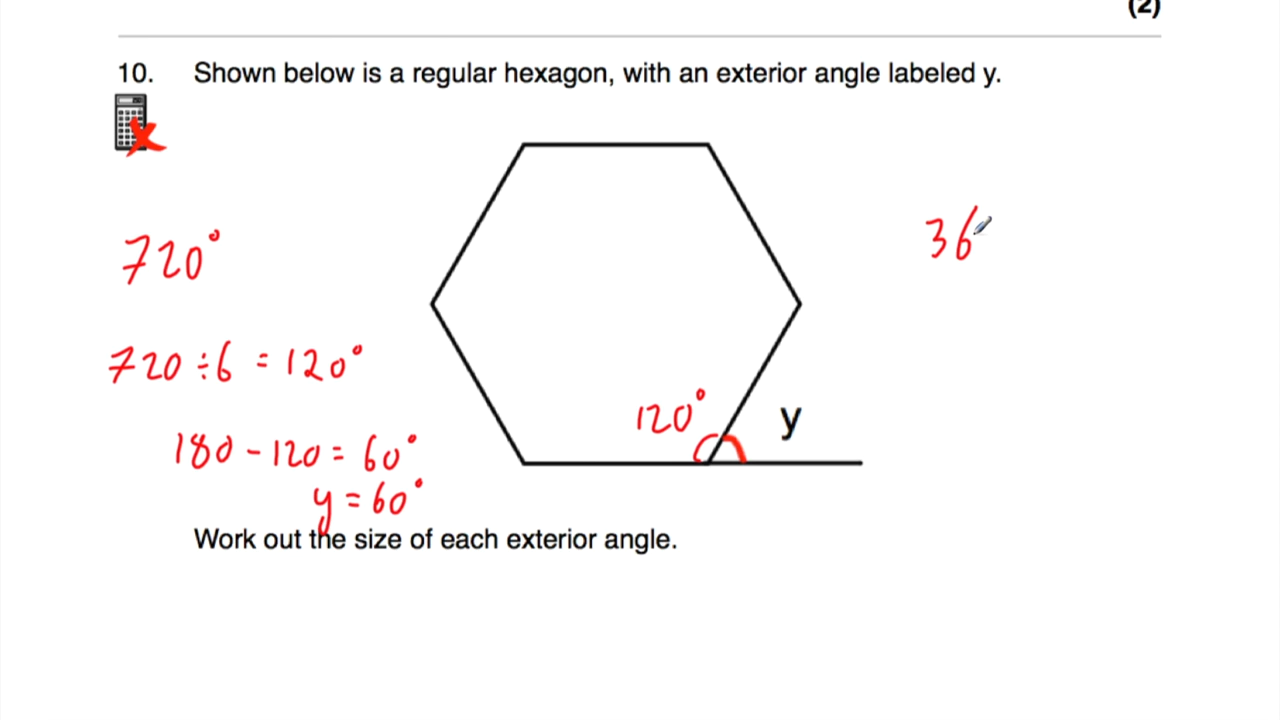 (2)
10. Shown below is a regular hexagon, with an exterior angle labeled y.
720°
36
720 ÷ 6 = 120°
120°
y
180 - 120 = 60°
y = 60°
Work out the size of each exterior angle.